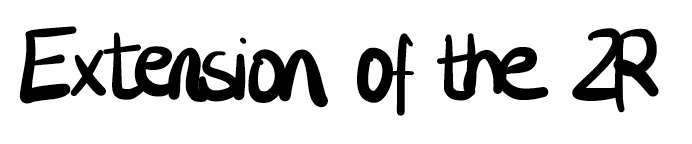 Extension of the 2R